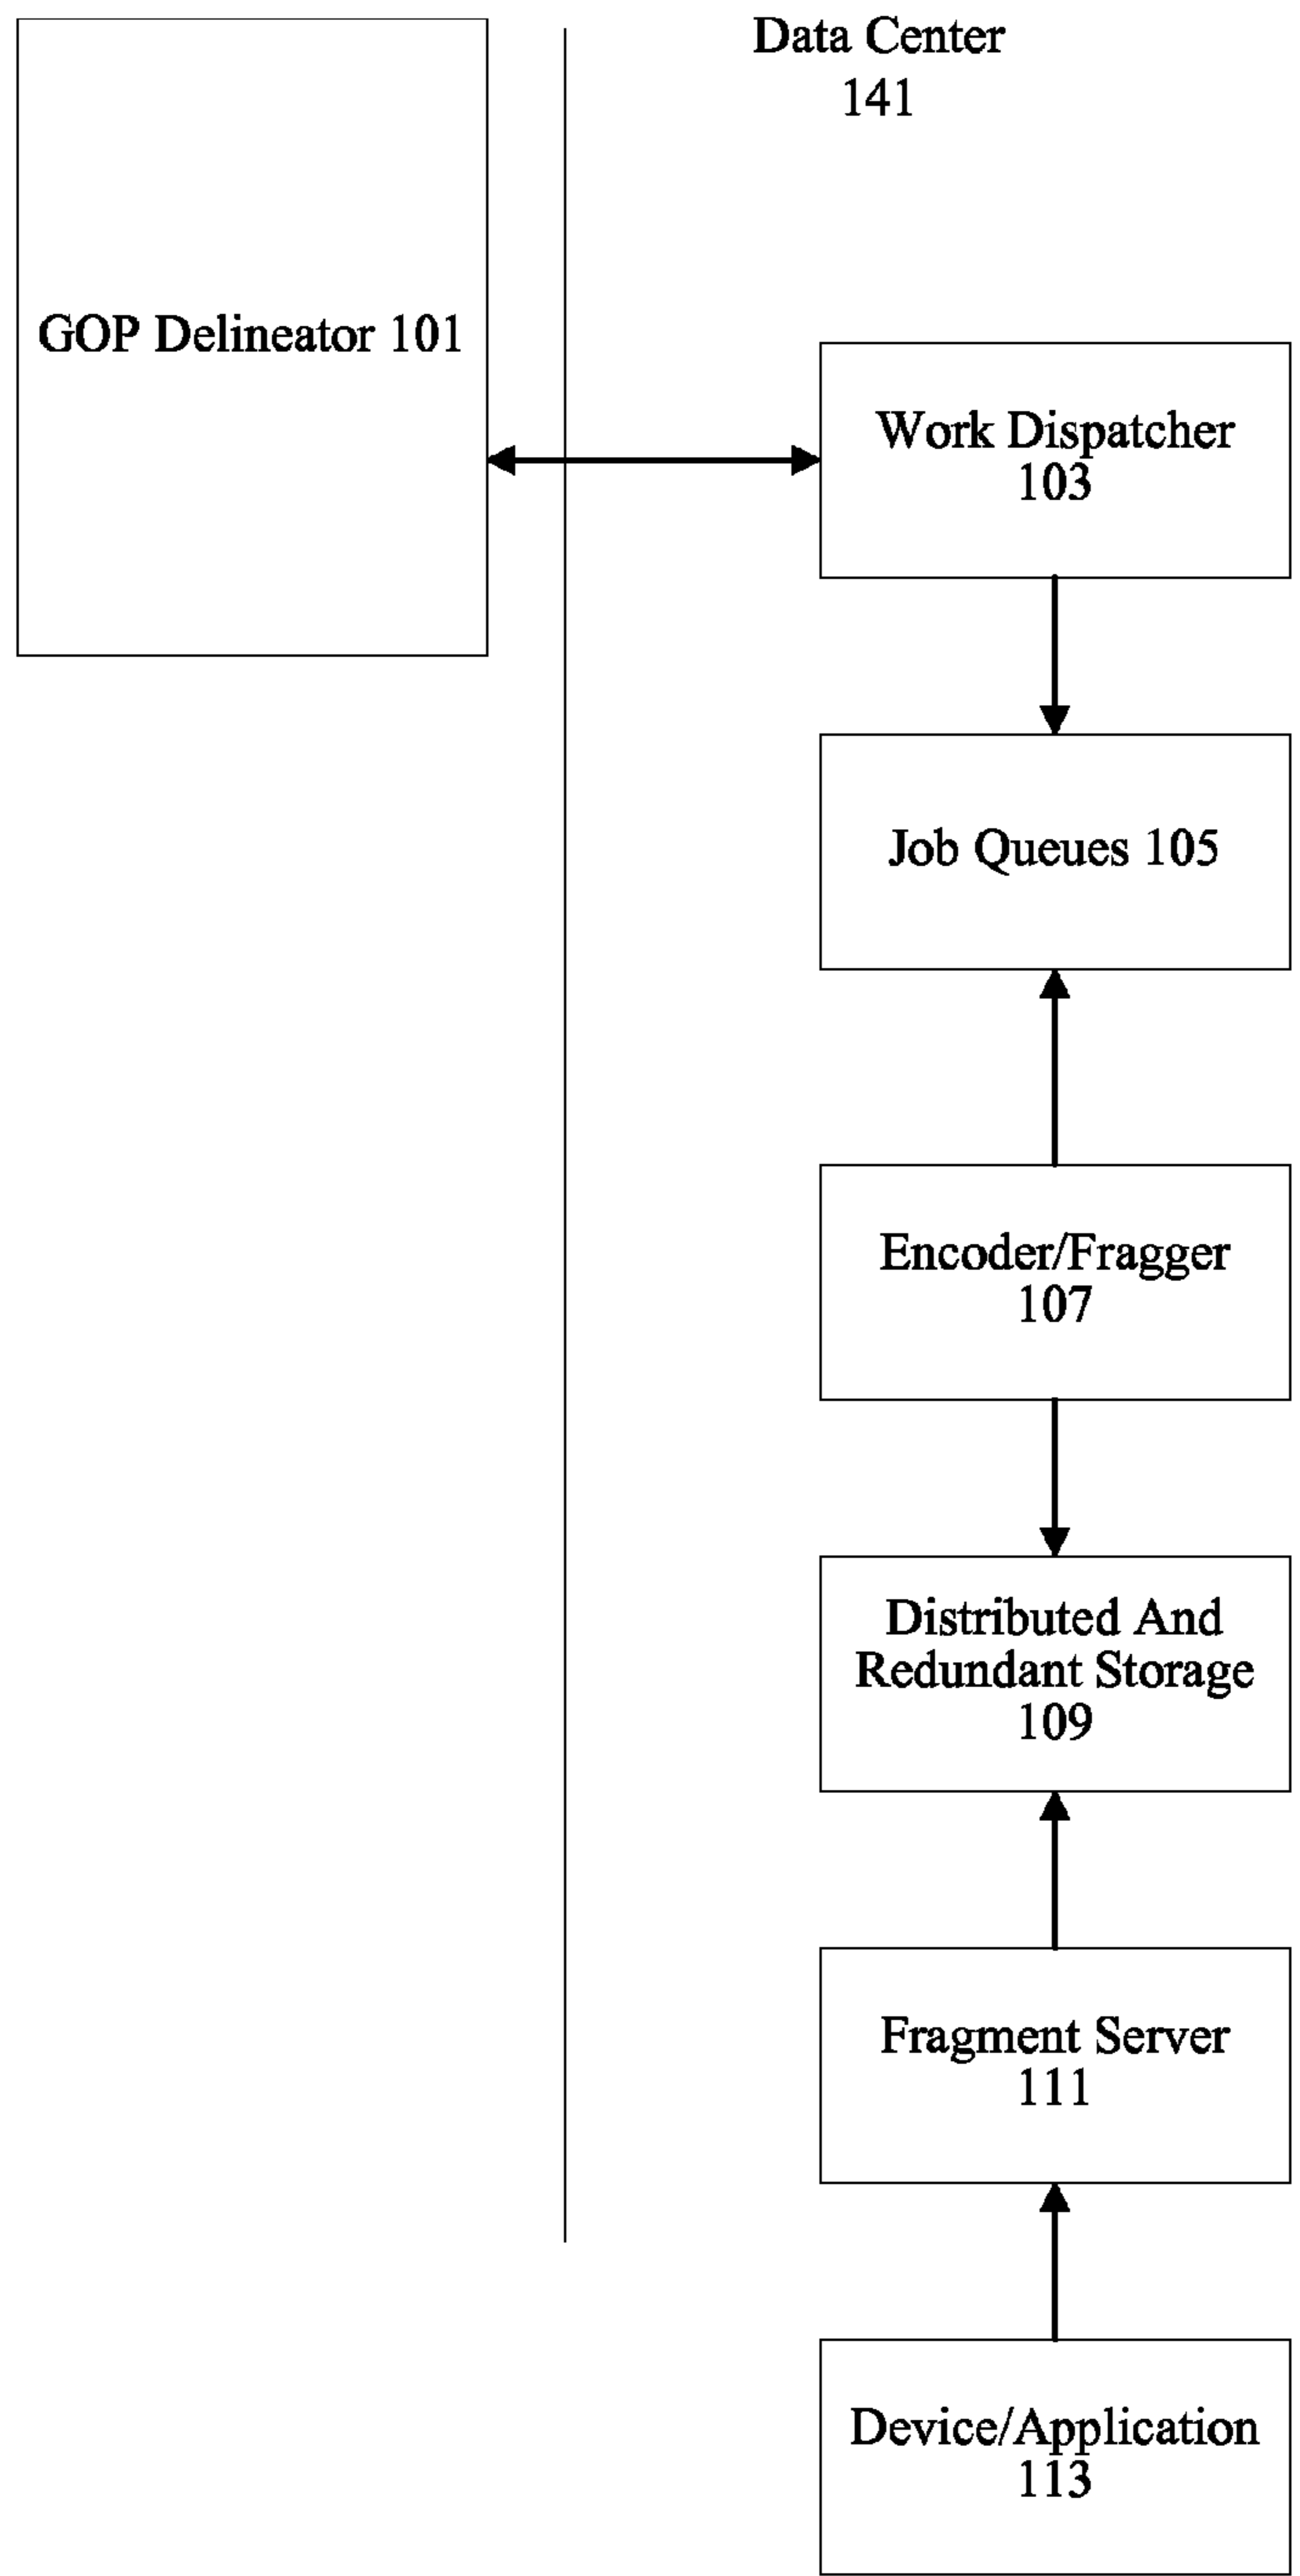 Data Center
141
GOP Delineator 101
Work Dispatcher
103
Job Queues 105
Encoder/Fragger
107
Distributed And
Redundant Storage
109
Fragment Server
111
Device/Application
113